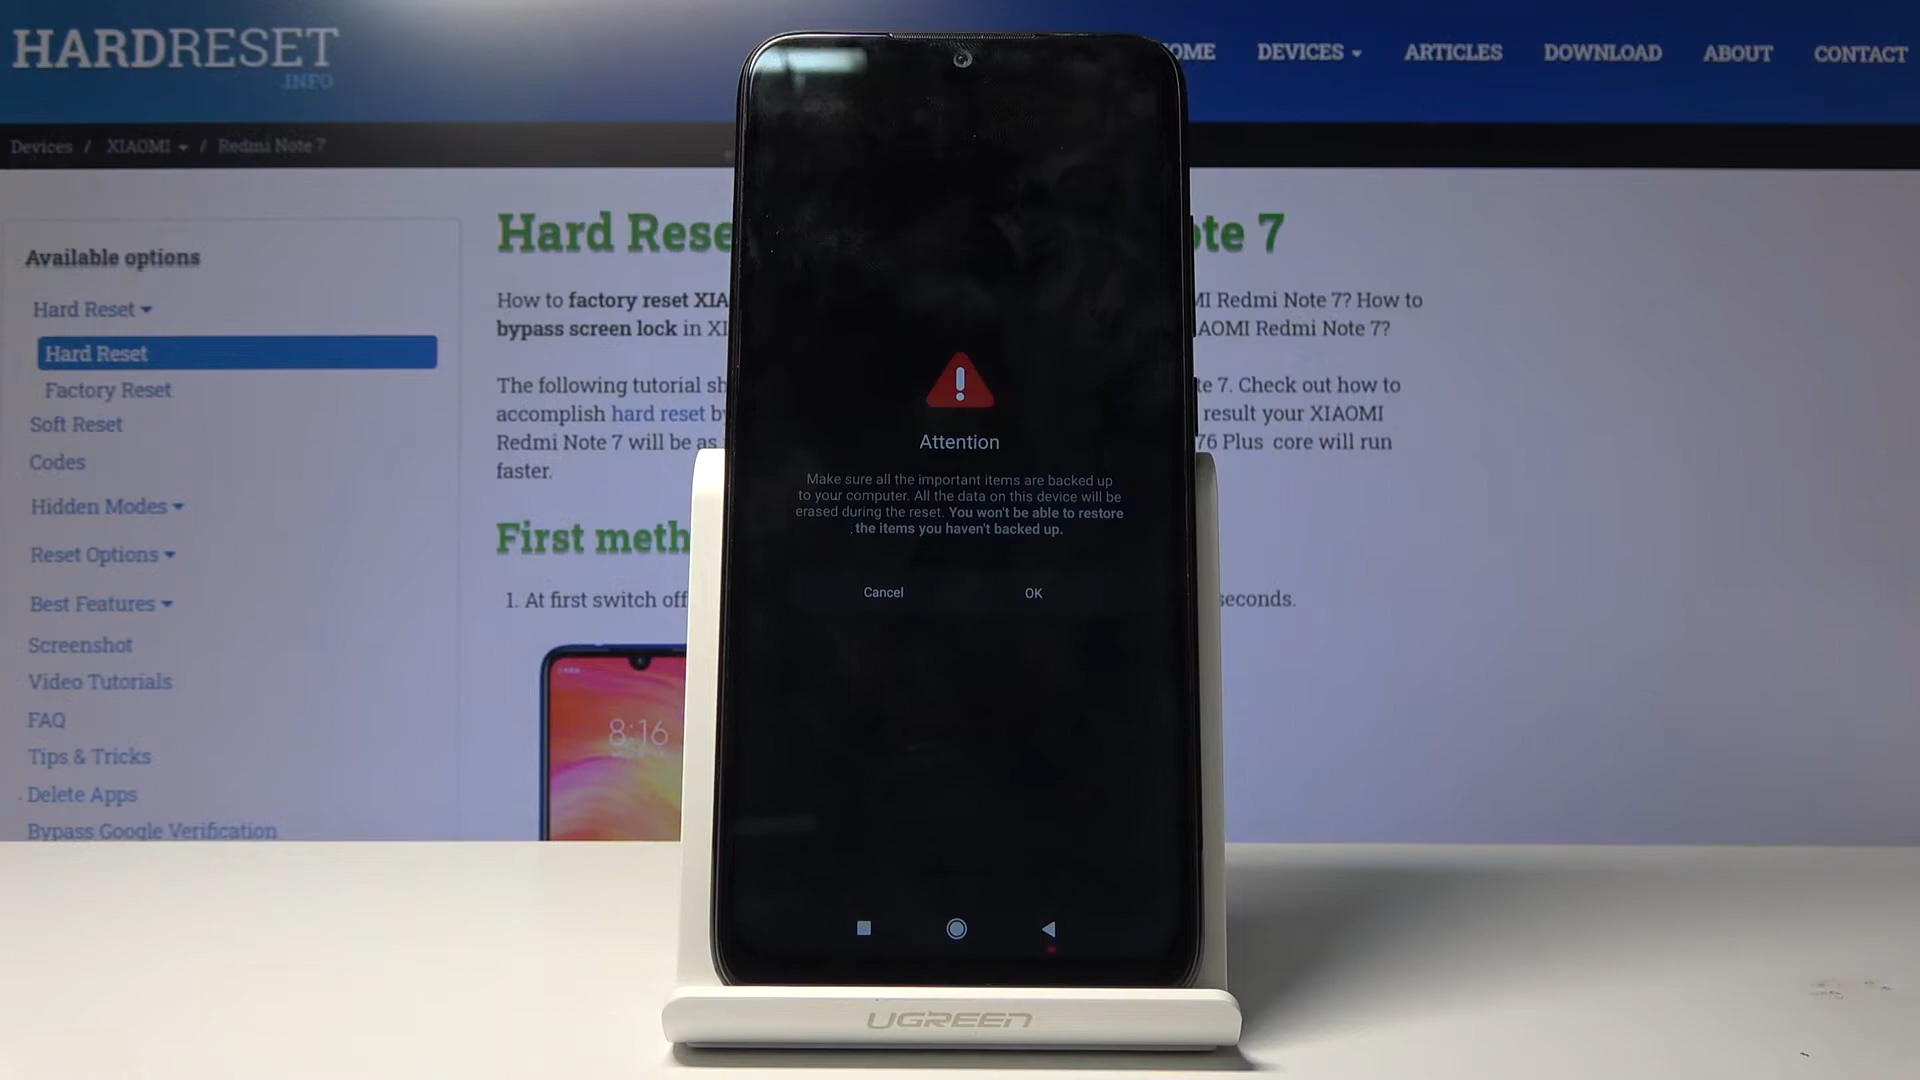 HARDRESET
.INFO
HOME DEVICES ARTICLES DOWNLOAD ABOUT CONTACT
Devices / XIAOMI / Redmi Note 7
Available options
Hard Reset
Hard Reset
Factory Reset
Soft Reset
Codes
Hidden Modes
Reset Options
Best Features
Screenshot
Video Tutorials
FAQ
Tips & Tricks
Delete Apps
Bypass Google Verification
Hard Rese
te 7
How to factory reset XIA
MI Redmi Note 7? How to
bypass screen lock in XI
AOMI Redmi Note 7?
The following tutorial sh
te 7. Check out how to
accomplish hard reset by
result your XIAOMI
Redmi Note 7 will be as
76 Plus core will run
faster.
First meth
1. At first switch off
seconds.
8:16
Attention
Make sure all the important items are backed up
to your computer. All the data on this device will be
erased during the reset. You won't be able to restore
the items you haven't backed up.
Cancel OK
UGREEN